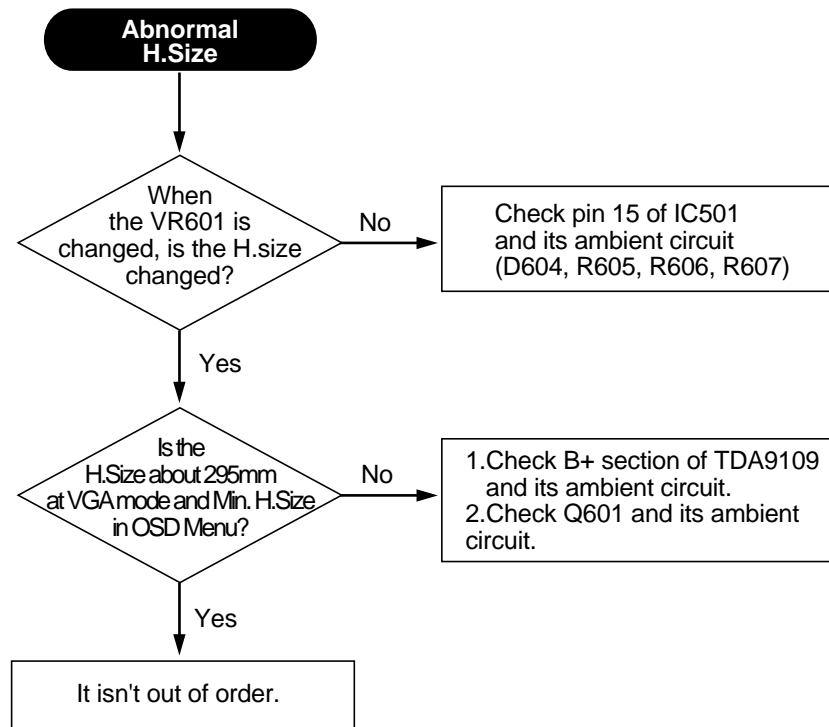 Abnormal
H.Size
When
the VR601 is
changed, is the H.size
changed?
No
Check pin 15 of IC501
and its ambient circuit
(D604, R605, R606, R607)
Yes
Is the
H.Size about 295mm
at VGA mode and Min. H.Size
in OSD Menu?
No
1.Check B+ section of TDA9109
and its ambient circuit.
2.Check Q601 and its ambient
circuit.
Yes
It isn't out of order.